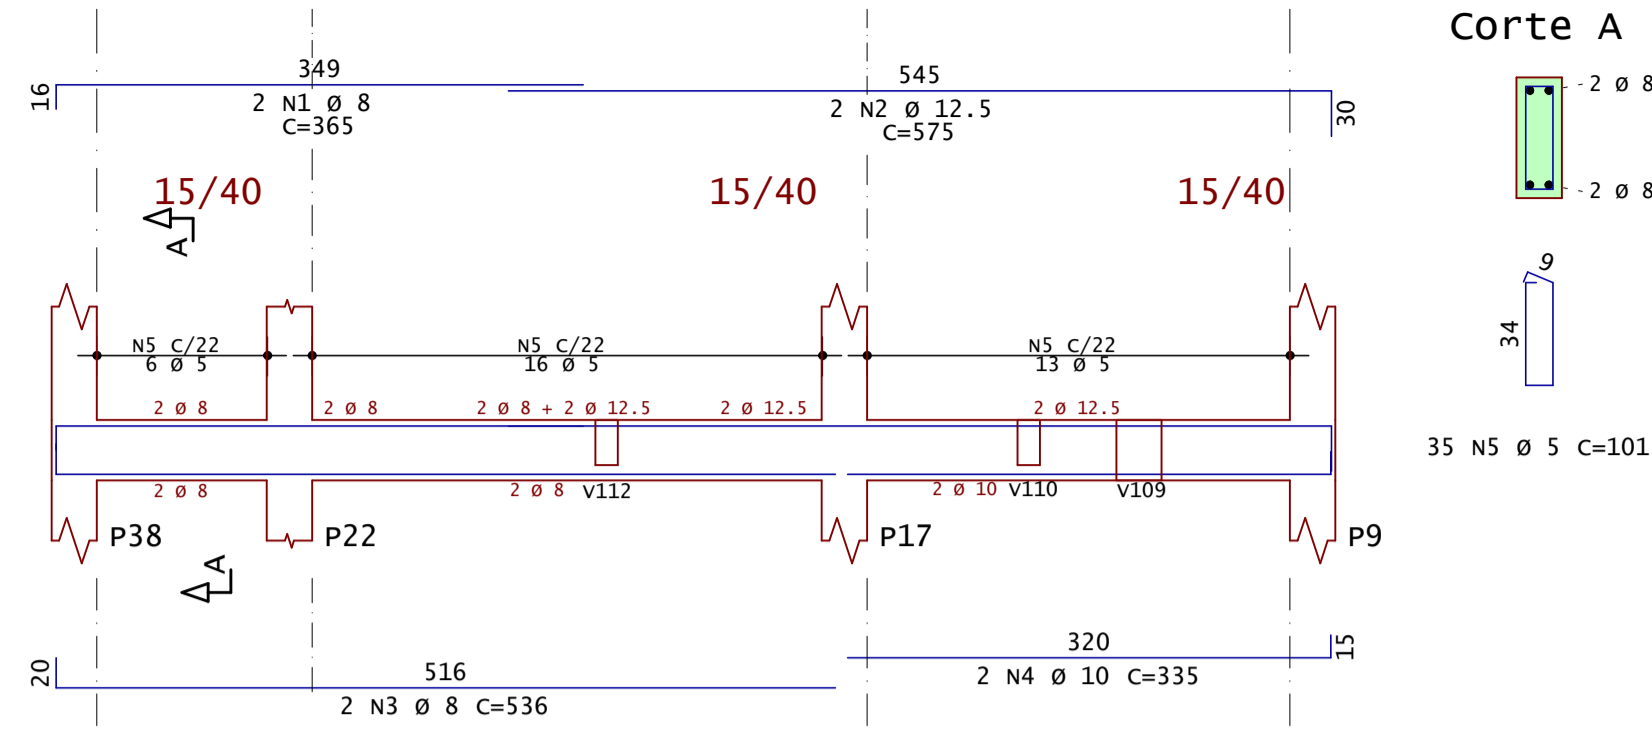 Corte A
349
545
16
2 N1 Ø 8
C=365
2 N2 Ø 12.5
C=575
30
2 Ø 8
2 Ø 8
15/40
15/40
15/40
A
9
34
N5 C/22
6 Ø 5
N5 C/22
16 Ø 5
N5 C/22
13 Ø 5
2 Ø 8
2 Ø 8
2 Ø 8 + 2 Ø 12.5
2 Ø 12.5
2 Ø 12.5
35 N5 Ø 5 C=101
2 Ø 8
2 Ø 8
V112
2 Ø 10
V110
V109
P38
P22
P17
P9
A
20
516
2 N3 Ø 8 C=536
320
15
2 N4 Ø 10 C=335